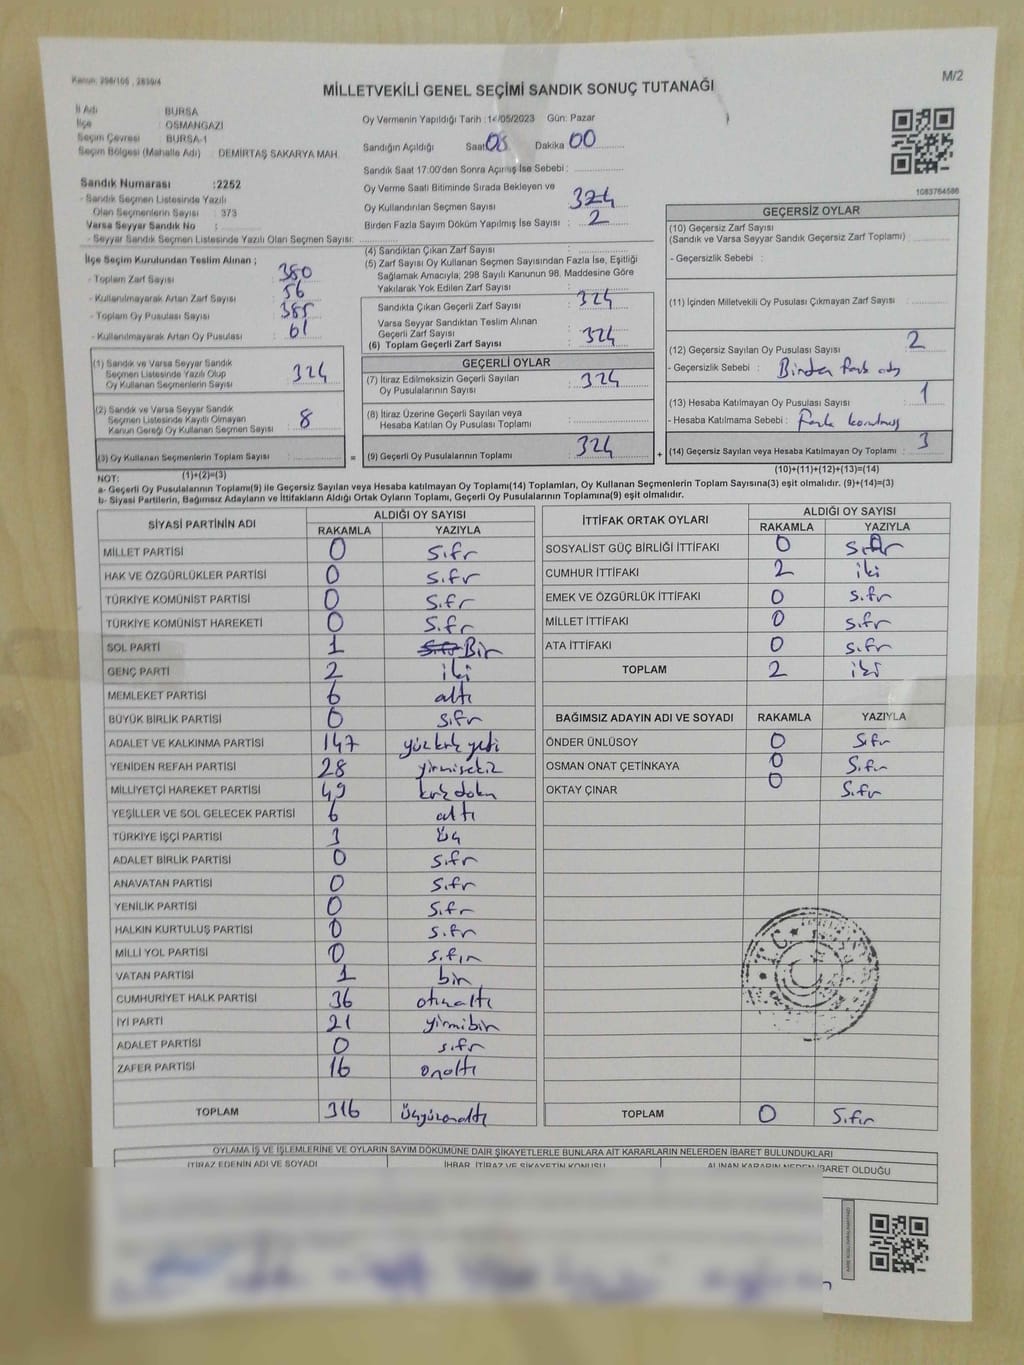 Kanun: 298/105 , 2839/4
M/2
MİLLETVEKİLİ GENEL SEÇİMİ SANDIK SONUÇ TUTANAĞI
İl Adı : BURSA
İlçe : OSMANGAZİ
Seçim Çevresi : BURSA-1
Seçim Bölgesi (Mahalle Adı) : DEMİRTAŞ SAKARYA MAH.
Sandık Numarası :2252
- Sandık Seçmen Listesinde Yazılı
Olan Seçmenlerin Sayısı : 373
Varsa Seyyar Sandık No :
- Seyyar Sandık Seçmen Listesinde Yazılı Olan Seçmen Sayısı:
İlçe Seçim Kurulundan Teslim Alınan ;
- Toplam Zarf Sayısı 380
- Kullanılmayarak Artan Zarf Sayısı 56
- Toplam Oy Pusulası 385
- Kullanılmayarak Artan Oy Pusulası 61
(1) Sandık ve Varsa Seyyar Sandık
Seçmen Listesinde Yazılı Olup
Oy Kullanan Seçmenlerin Sayısı 324
(2) Sandık ve Varsa Seyyar Sandık
Seçmen Listesinde Kayıtlı Olmayan
Kanun Gereği Oy Kullanan Seçmen Sayısı : 8
(3) Oy Kullanan Seçmenlerin Toplam Sayısı :
Oy Vermenin Yapıldığı Tarih :14/05/2023 Gün: Pazar
Sandığın Açıldığı Saat 08 Dakika 00
Sandık Saat 17:00'den Sonra Açılmış İse Sebebi :
Oy Verme Saati Bitiminde Sırada Bekleyen ve
Oy Kullandırılan Seçmen Sayısı : 324
Birden Fazla Sayım Döküm Yapılmış İse Sayısı : 2
(4) Sandıktan Çıkan Zarf Sayısı :
(5) Zarf Sayısı Oy Kullanan Seçmen Sayısından Fazla İse, Eşitliği
Sağlamak Amacıyla; 298 Sayılı Kanunun 98. Maddesine Göre
Yakılarak Yok Edilen Zarf Sayısı :
Sandıkta Çıkan Geçerli Zarf Sayısı : 324
Varsa Seyyar Sandıktan Teslim Alınan
Geçerli Zarf Sayısı :
(6) Toplam Geçerli Zarf Sayısı : 324
GEÇERLİ OYLAR
(7) İtiraz Edilmeksizin Geçerli Sayılan
Oy Pusulalarının Sayısı : 324
(8) İtiraz Üzerine Geçerli Sayılan veya
Hesaba Katılan Oy Pusulası Toplamı :
= (9) Geçerli Oy Pusulalarının Toplamı : 324 +
1083764586
GEÇERSİZ OYLAR
(10) Geçersiz Zarf Sayısı
(Sandık ve Varsa Seyyar Sandık Geçersiz Zarf Toplamı) :
- Geçersizlik Sebebi :
(11) İçinden Milletvekili Oy Pusulası Çıkmayan Zarf Sayısı :
(12) Geçersiz Sayılan Oy Pusulası Sayısı : 2
- Geçersizlik Sebebi : Birden fazla oy
(13) Hesaba Katılmayan Oy Pusulası Sayısı : 1
- Hesaba Katılmama Sebebi :
(14) Geçersiz Sayılan veya Hesaba Katılmayan Oy Toplamı : 3
NOT: (1)+(2)=(3) (10)+(11)+(12)+(13)=(14)
a- Geçerli Oy Pusulalarının Toplamı(9) ile Geçersiz Sayılan veya Hesaba katılmayan Oy Toplamı(14) Toplamları, Oy Kullanan Seçmenlerin Toplam Sayısına(3) eşit olmalıdır. (9)+(14)=(3)
b- Siyasi Partilerin, Bağımsız Adayların ve İttifakların Aldığı Ortak Oyların Toplamı, Geçerli Oy Pusulalarının Toplamına(9) eşit olmalıdır.
SİYASİ PARTİNİN ADI ALDIĞI OY SAYISI
RAKAMLA YAZIYLA
MİLLET PARTİSİ 0 sıfr
HAK VE ÖZGÜRLÜKLER PARTİSİ 0 sıfr
TÜRKİYE KOMÜNİST PARTİSİ 0 sıfr
TÜRKİYE KOMÜNİST HAREKETİ 0 sıfr
SOL PARTİ 1 Bir
GENÇ PARTİ 2 iki
MEMLEKET PARTİSİ 6 altı
BÜYÜK BİRLİK PARTİSİ 0 sıfr
ADALET VE KALKINMA PARTİSİ 147 yüzkırk yedi
YENİDEN REFAH PARTİSİ 28 yirmisekiz
MİLLİYETÇİ HAREKET PARTİSİ 49 kırkdoku
YEŞİLLER VE SOL GELECEK PARTİSİ 6 altı
TÜRKİYE İŞÇİ PARTİSİ 3 üç
ADALET BİRLİK PARTİSİ 0 sıfr
ANAVATAN PARTİSİ 0 sıfr
YENİLİK PARTİSİ 0 sıfr
HALKIN KURTULUŞ PARTİSİ 0 sıfr
MİLLİ YOL PARTİSİ 0 sıfır
VATAN PARTİSİ 1 bir
CUMHURİYET HALK PARTİSİ 36 otuzaltı
İYİ PARTİ 21 yirmibir
ADALET PARTİSİ 0 sıfr
ZAFER PARTİSİ 16 onaltı
TOPLAM 316 üçyüzonaltı
İTTİFAK ORTAK OYLARI ALDIĞI OY SAYISI
RAKAMLA YAZIYLA
SOSYALİST GÜÇ BİRLİĞİ İTTİFAKI 0 sıfr
CUMHUR İTTİFAKI 2 iki
EMEK VE ÖZGÜRLÜK İTTİFAKI 0 sıfr
MİLLET İTTİFAKI 0 sıfr
ATA İTTİFAKI 0 sıfr
TOPLAM 2 iki
BAĞIMSIZ ADAYIN ADI VE SOYADI RAKAMLA YAZIYLA
ÖNDER ÜNLÜSOY 0 Sıfr
OSMAN ONAT ÇETİNKAYA 0 Sıfır
OKTAY ÇINAR 0 Sıfır
TOPLAM 0 Sıfır
OYLAMA İŞ VE İŞLEMLERİNE VE OYLARIN SAYIM DÖKÜMÜNE DAİR ŞİKAYETLERLE BUNLARA AİT KARARLARIN NELERDEN İBARET BULUNDUKLARI
İTİRAZ EDENİN ADI VE SOYADI İHBAR, İTİRAZ VE ŞİKAYETİN KONUSU ALINAN KARARIN NEDEN İBARET OLDUĞU